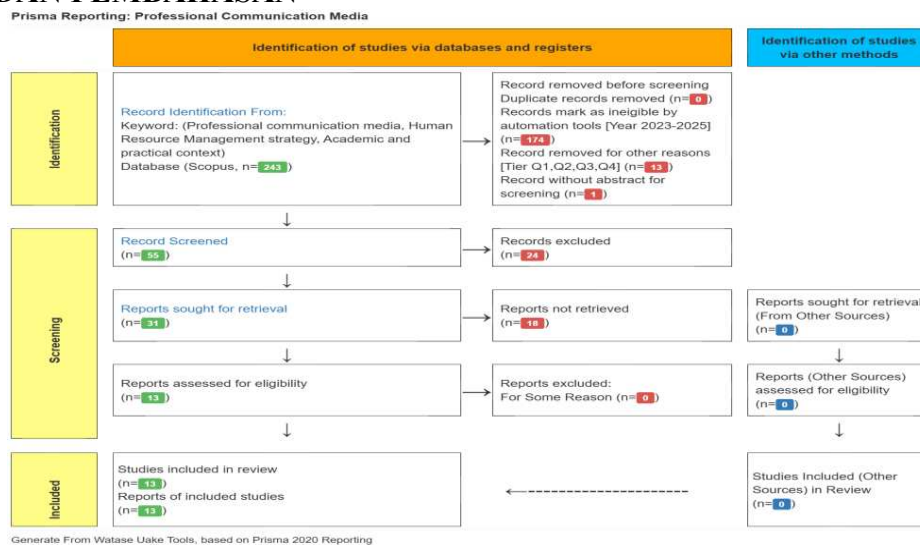 DAN PEMBAHASAN
Prisma Reporting: Professional Communication Media
Identification of studies via databases and registers
Identification of studies
via other methods
Identification
Record Identification From:
Keyword: (Professional communication media, Human
Resource Management strategy, Academic and
practical context)
Database (Scopus, n=243)
Record removed before screening
Duplicate records removed (n=0)
Records mark as ineigible by
automation tools [Year 2023-2025]
(n=174)
Record removed for other reasons
[Tier Q1,Q2,Q3,Q4] (n=13)
Record without abstract for
screening (n=1)
Screening
Record Screened
(n=55)
Records excluded
(n=24)
Reports sought for retrieval
(n=31)
Reports not retrieved
(n=18)
Reports sought for retrieval
(From Other Sources)
(n=0)
Reports assessed for eligibility
(n=13)
Reports excluded:
For Some Reason (n=0)
Reports (Other Sources)
assessed for eligibility
(n=0)
Included
Studies included in review
(n=13)
Reports of included studies
(n=13)
Studies Included (Other
Sources) in Review
(n=0)
Generate From Watase Uake Tools, based on Prisma 2020 Reporting